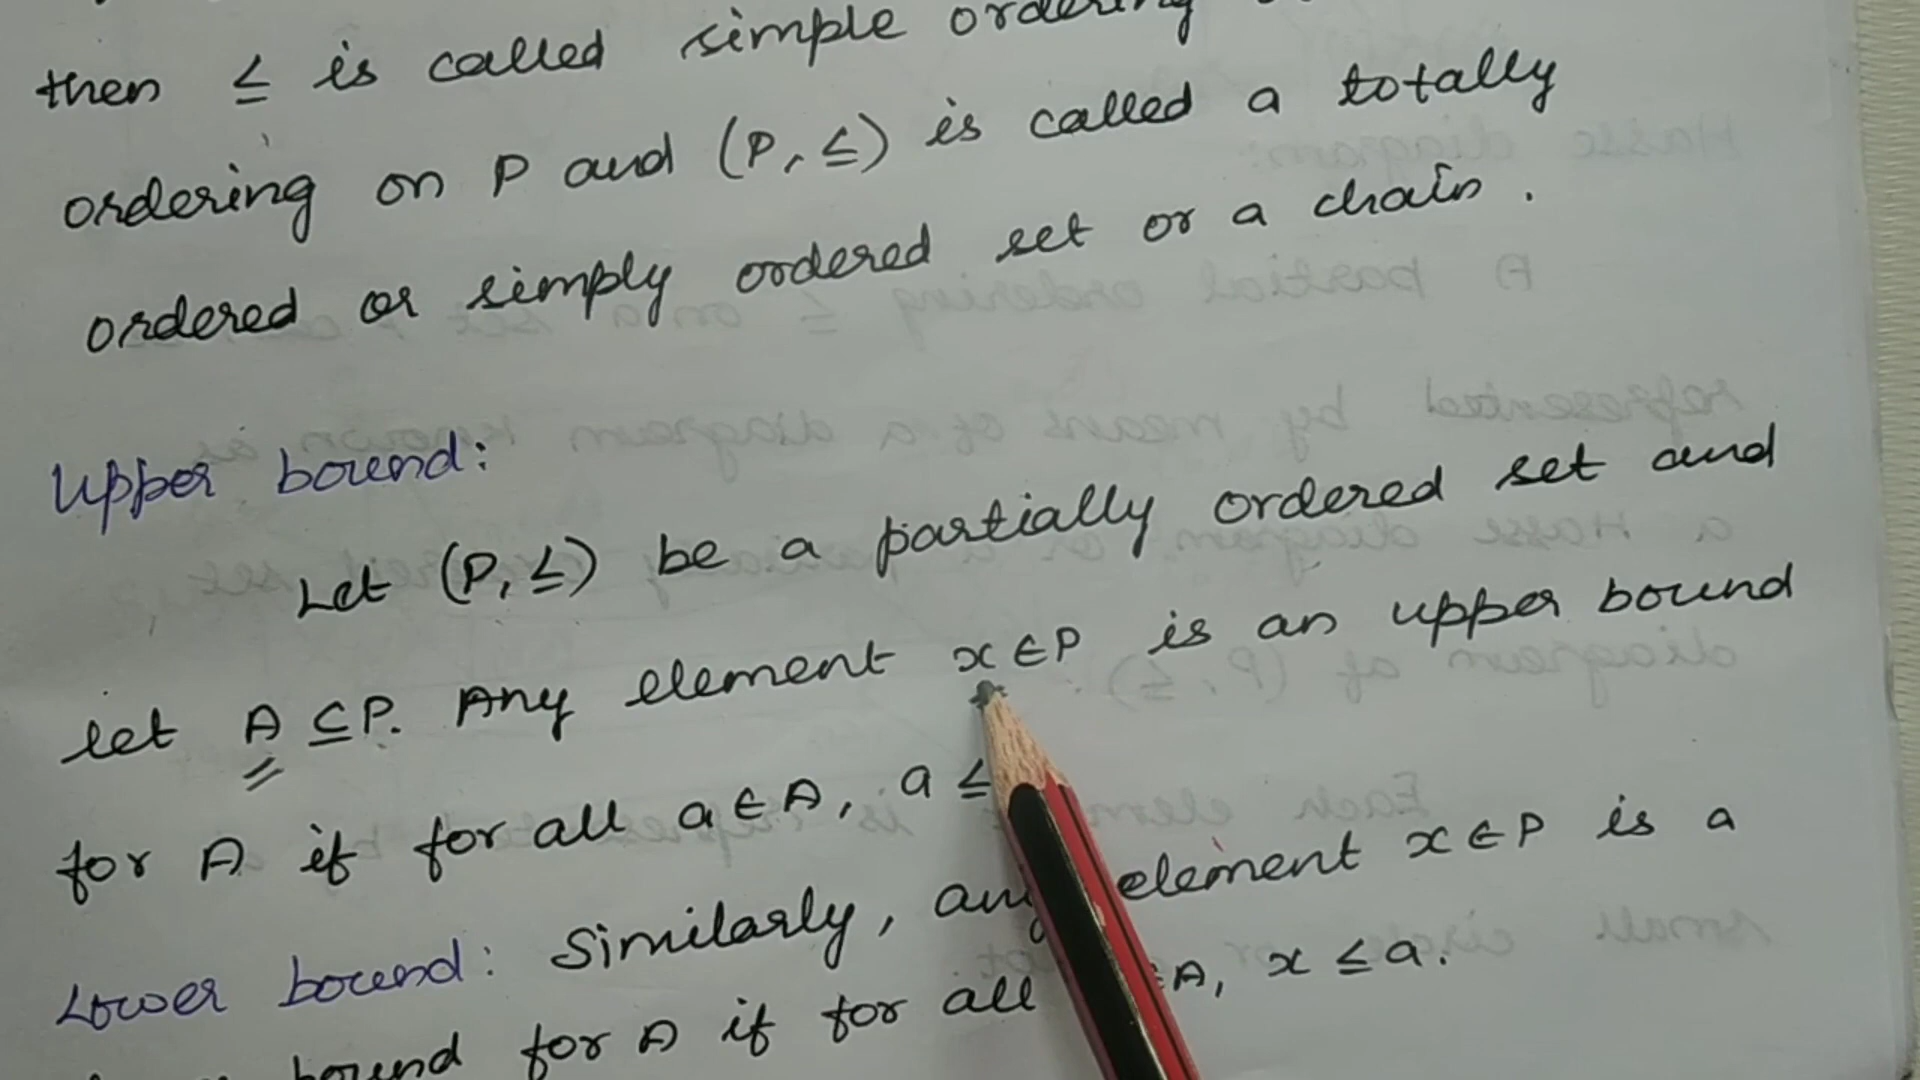 then ≤ is called simple ordering
ordering on P and (P, ≤) is called a totally
ordered or simply ordered set or a chain.
Upper bound:
Let (P, ≤) be a partially ordered set and
let A ⊆ P. Any element x ∈ P is an upper bound
for A if for all a ∈ A, a ≤
Lower bound: Similarly, any element x ∈ P is a
bound for A if for all ∈ A, x ≤ a.